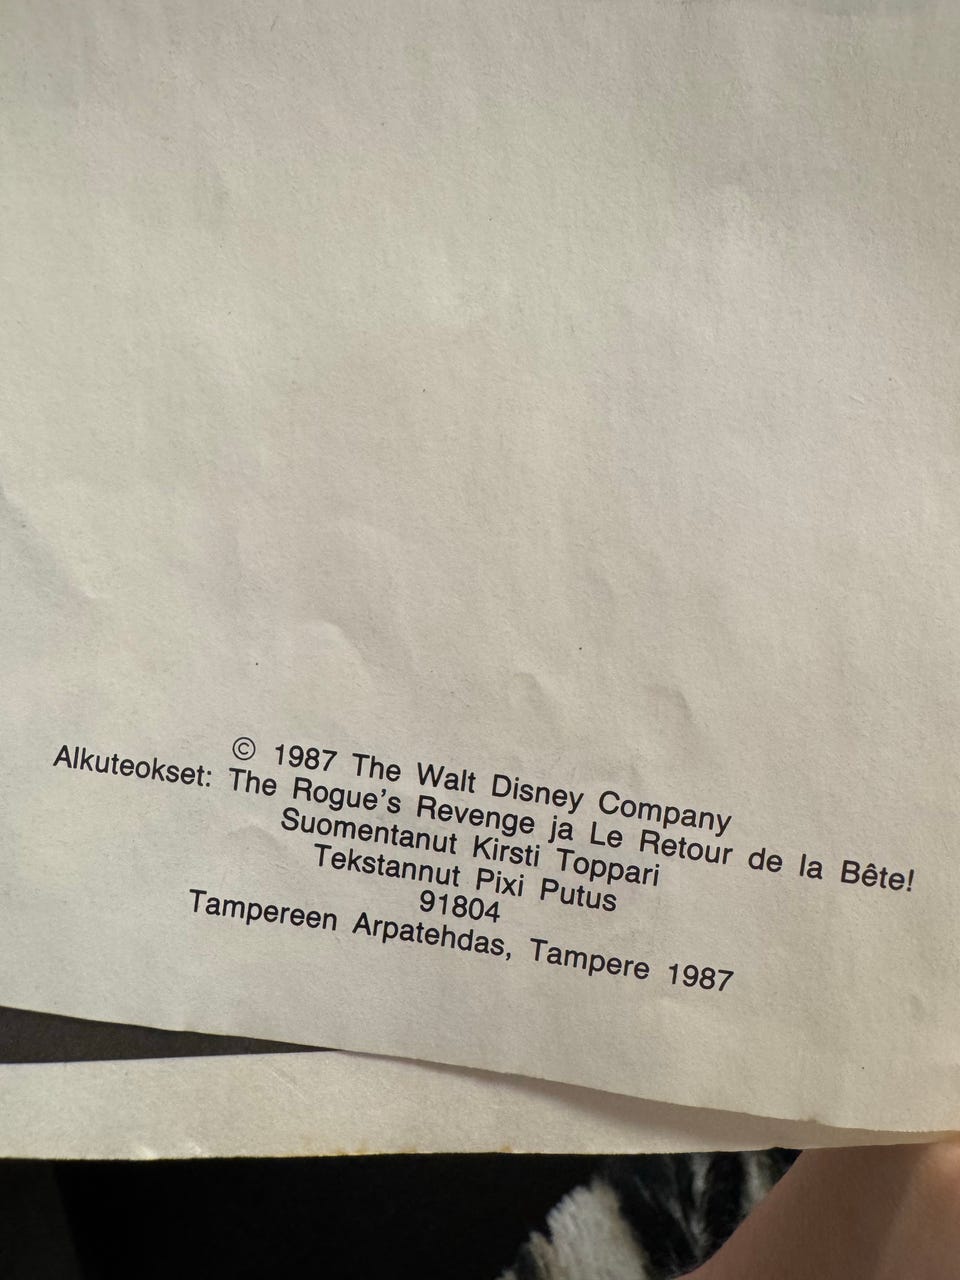 © 1987 The Walt Disney Company
Alkuteokset: The Rogue's Revenge ja Le Retour de la Bête!
Suomentanut Kirsti Toppari
Tekstannut Pixi Putus
91804
Tampereen Arpatehdas, Tampere 1987